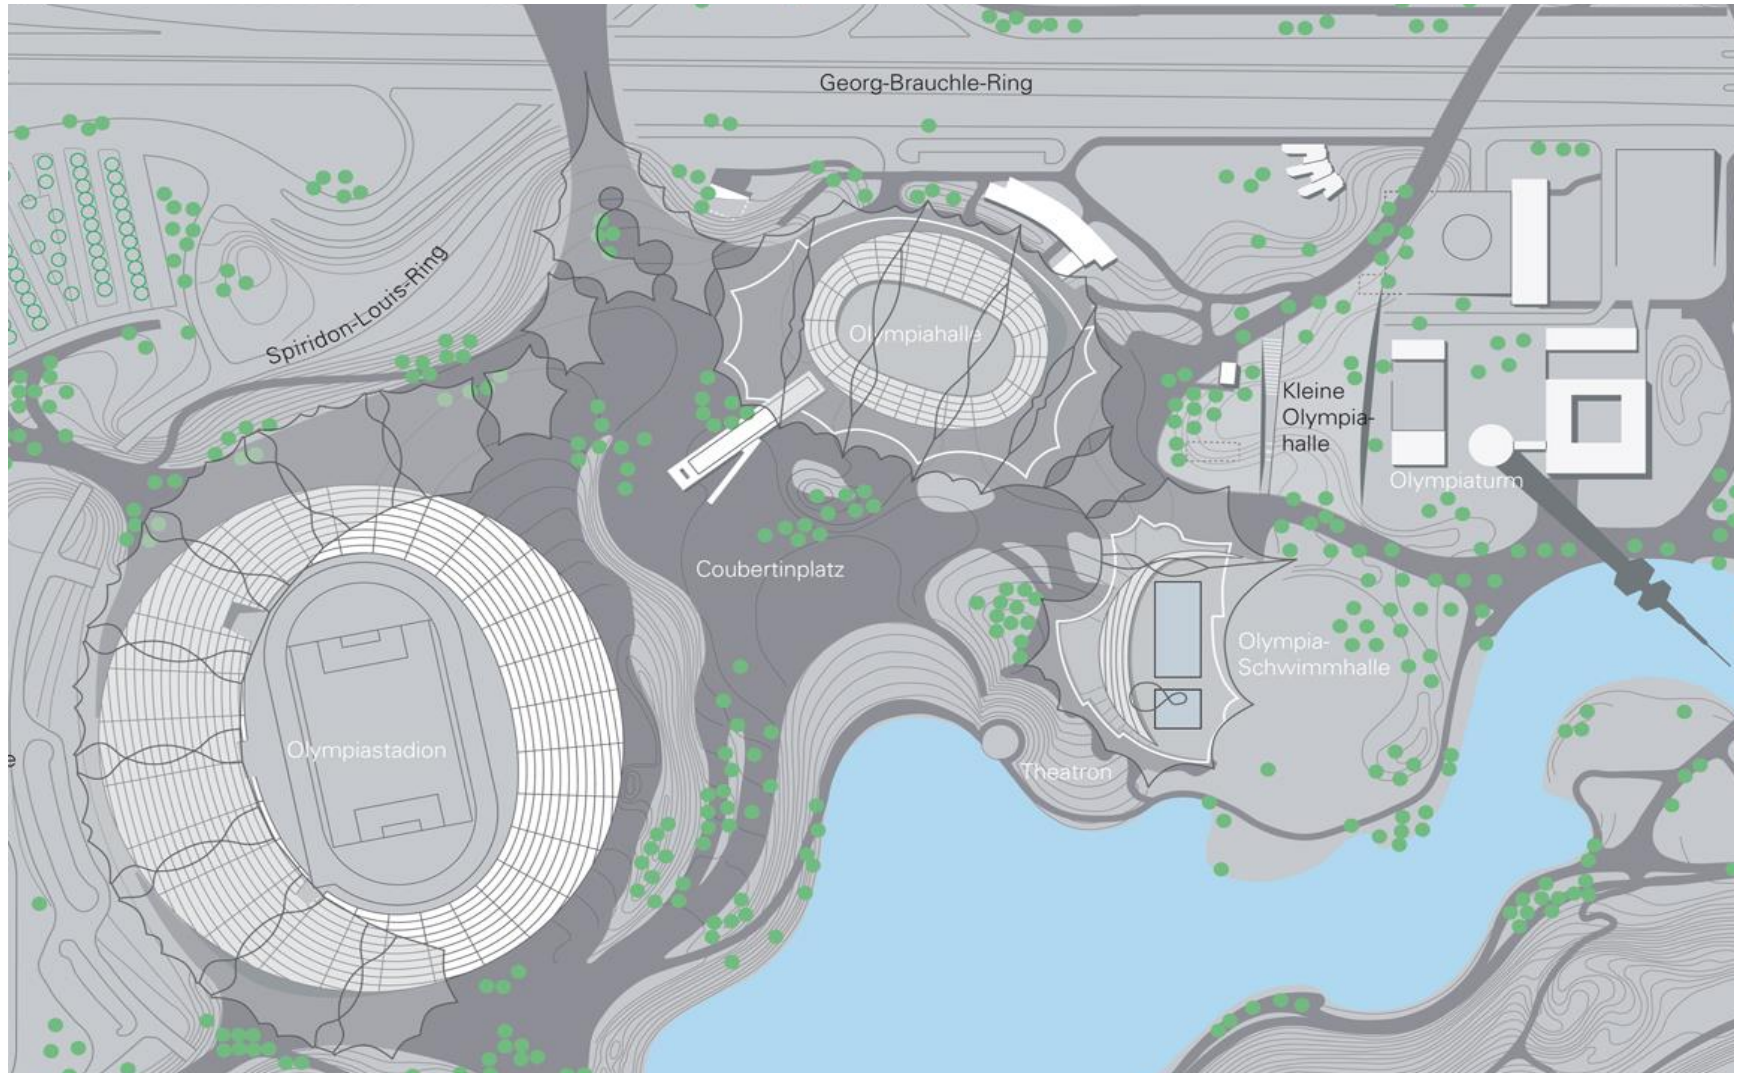 Georg-Brauchle-Ring
Spiridon-Louis-Ring
Olympiahalle
Kleine
Olympia-
halle
Olympiaturm
Coubertinplatz
Olympia-
Schwimmhalle
Olympiastadion
Theatron
e